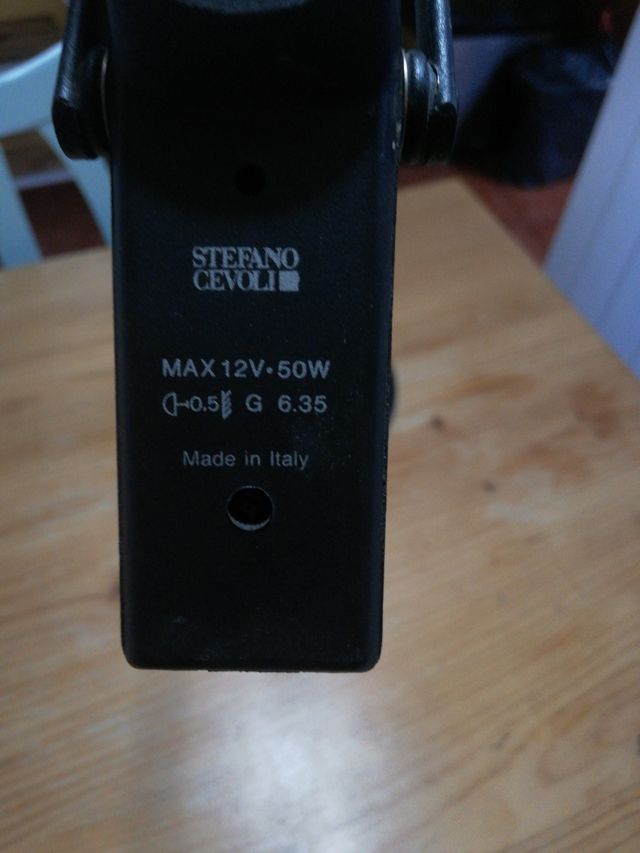 STEFANO
CEVOLI
MAX 12V•50W
0.5 G 6.35
Made in Italy